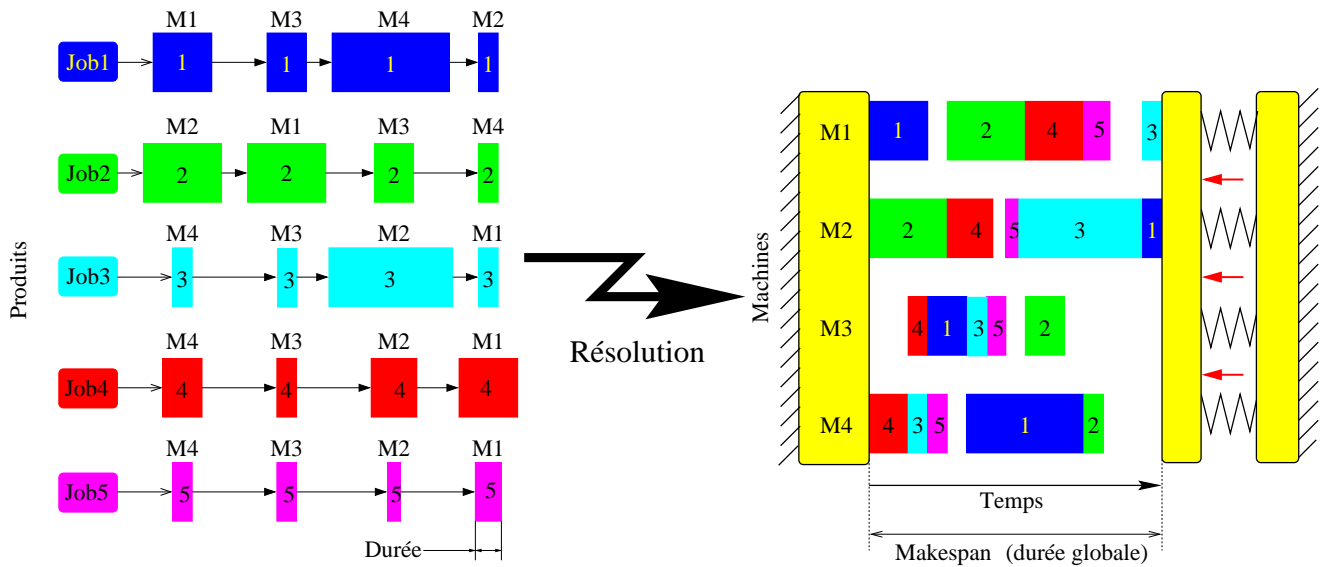 M1 M3 M4 M2
Job1 1 1 1 1
M2 M1 M3 M4
Job2 2 2 2 2
M4 M3 M2 M1
Job3 3 3 3 3
M4 M3 M2 M1
Job4 4 4 4 4
M4 M3 M2 M1
Job5 5 5 5 5
Durée
Produits
Résolution
Machines
M1 1 2 4 5 3
M2 2 4 5 3 1
M3 4 1 3 5 2
M4 4 3 5 1 2
Temps
Makespan (durée globale)